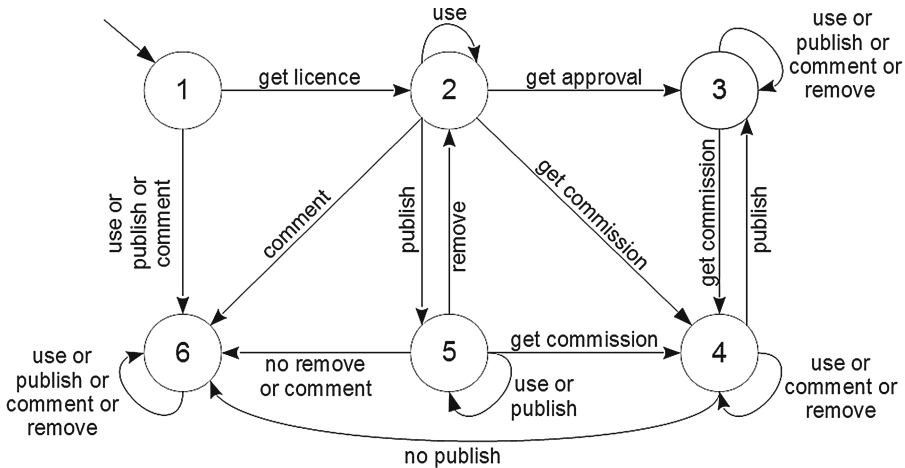 use
use or
publish or
comment or
remove
1
get licence
2
get approval
3
use or
publish or
comment
comment
publish
remove
get commission
get commission
publish
6
no remove
or comment
5
get commission
4
use or
publish or
comment or
remove
use or
publish
use or
comment or
remove
no publish